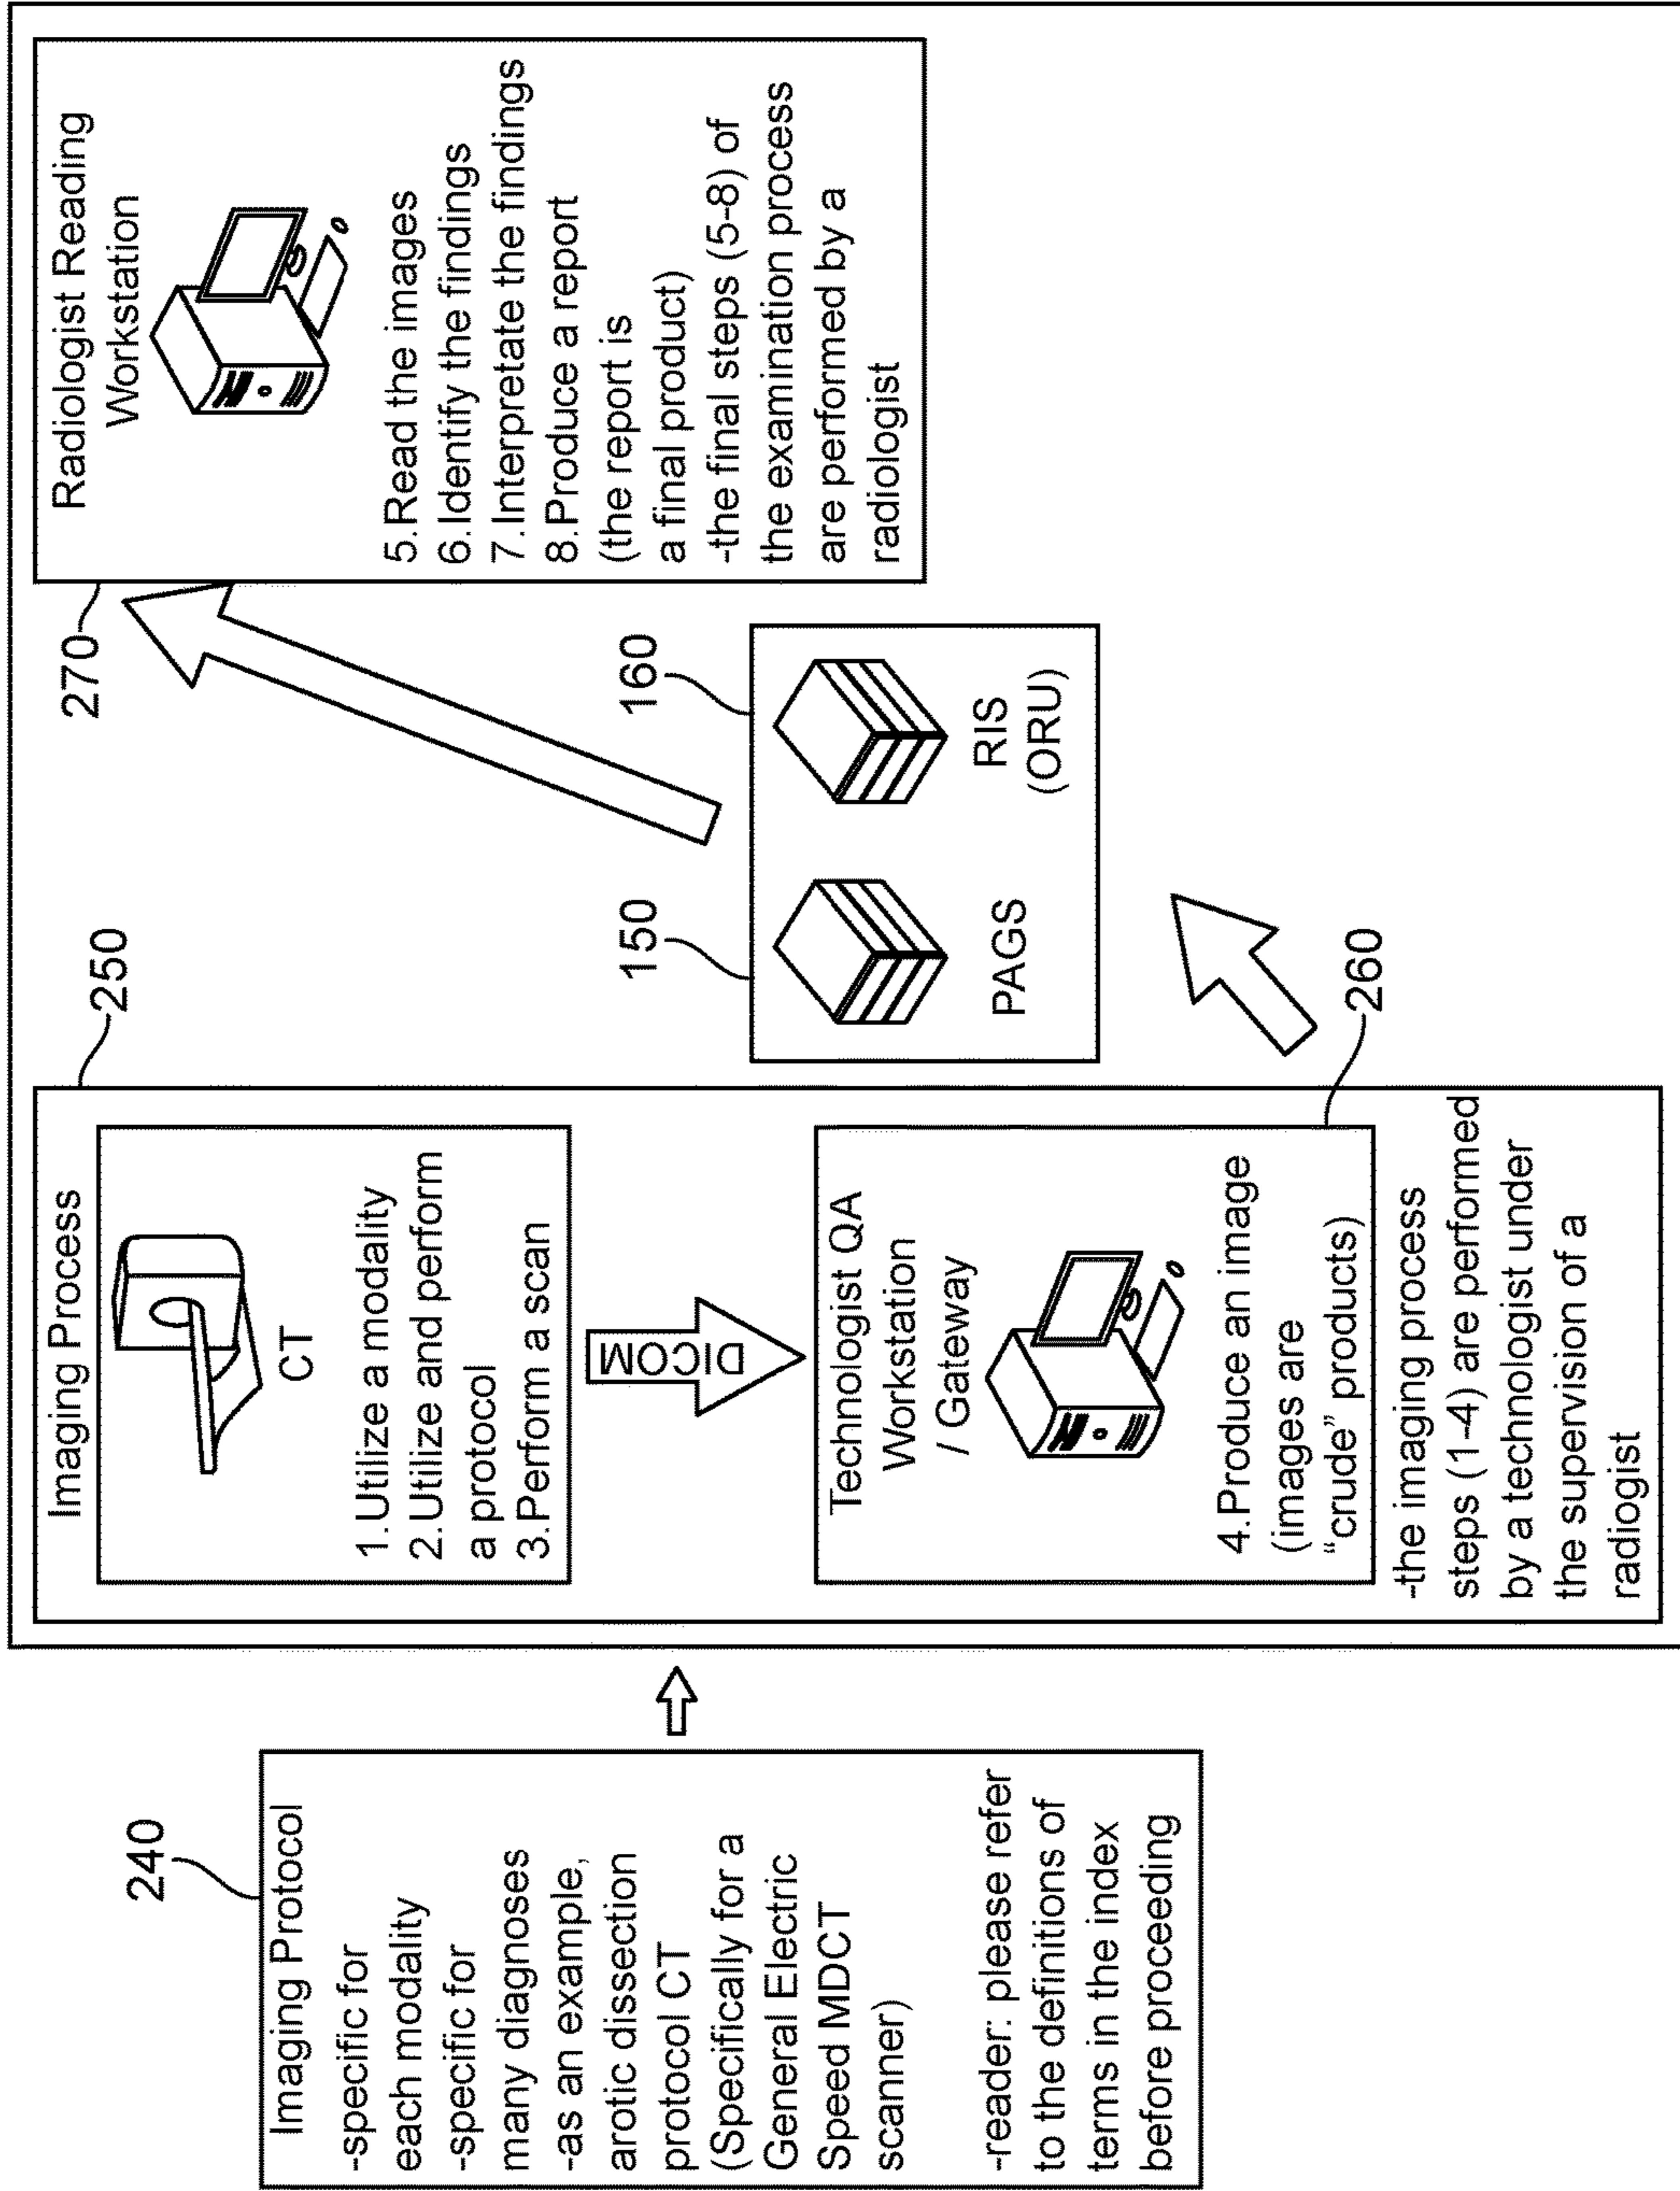 240
Imaging Protocol
-specific for
each modality
-specific for
many diagnoses
-as an example,
arotic dissection
protocol CT
(Specifically for a
General Electric
Speed MDCT
scanner)
-reader: please refer
to the definitions of
terms in the index
before proceeding
250
Imaging Process
CT
1.Utilize a modality
2.Utilize and perform
a protocol
3.Perform a scan
DICOM
Technologist QA
Workstation
/ Gateway
4.Produce an image
(images are
“crude” products)
260
-the imaging process
steps (1-4) are performed
by a technologist under
the supervision of a
radiogist
150
PAGS
160
RIS
(ORU)
270
Radiologist Reading
Workstation
5.Read the images
6.Identify the findings
7.Interpretate the findings
8.Produce a report
(the report is
a final product)
-the final steps (5-8) of
the examination process
are performed by a
radiologist